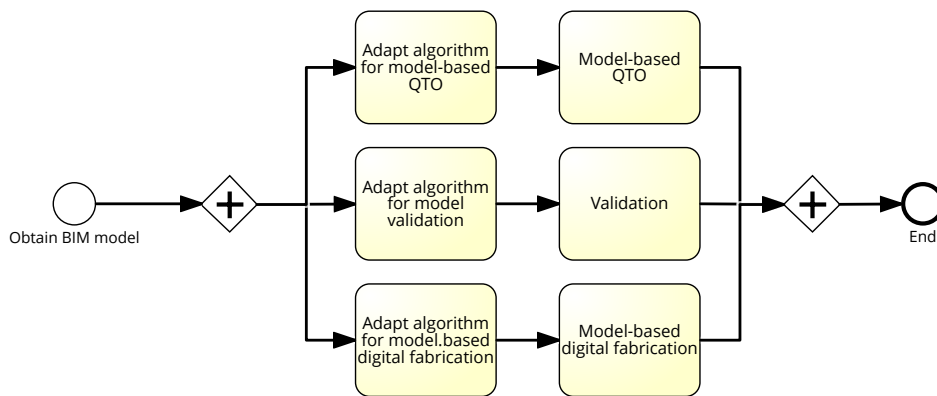 Adapt algorithm
for model-based
QTO
Model-based
QTO
Obtain BIM model
Adapt algorithm
for model
validation
Validation
End
Adapt algorithm
for model.based
digital fabrication
Model-based
digital fabrication